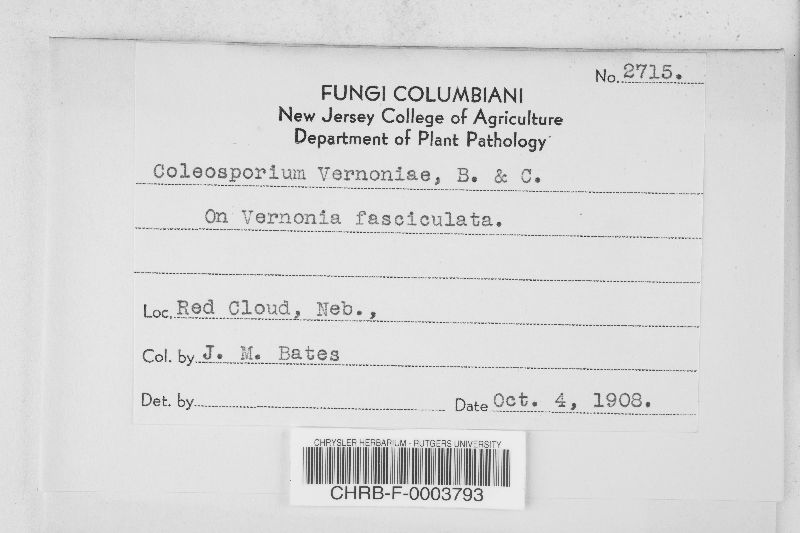 No. 2715.
FUNGI COLUMBIANI
New Jersey College of Agriculture
Department of Plant Pathology
Coleosporium Vernoniae, B. & C.
On Vernonia fasciculata.
Loc. Red Cloud, Neb.,
Col. by J. M. Bates
Det. by
Date Oct. 4, 1908.
CHRYSLER HERBARIUM - RUTGERS UNIVERSITY
CHRB-F-0003793